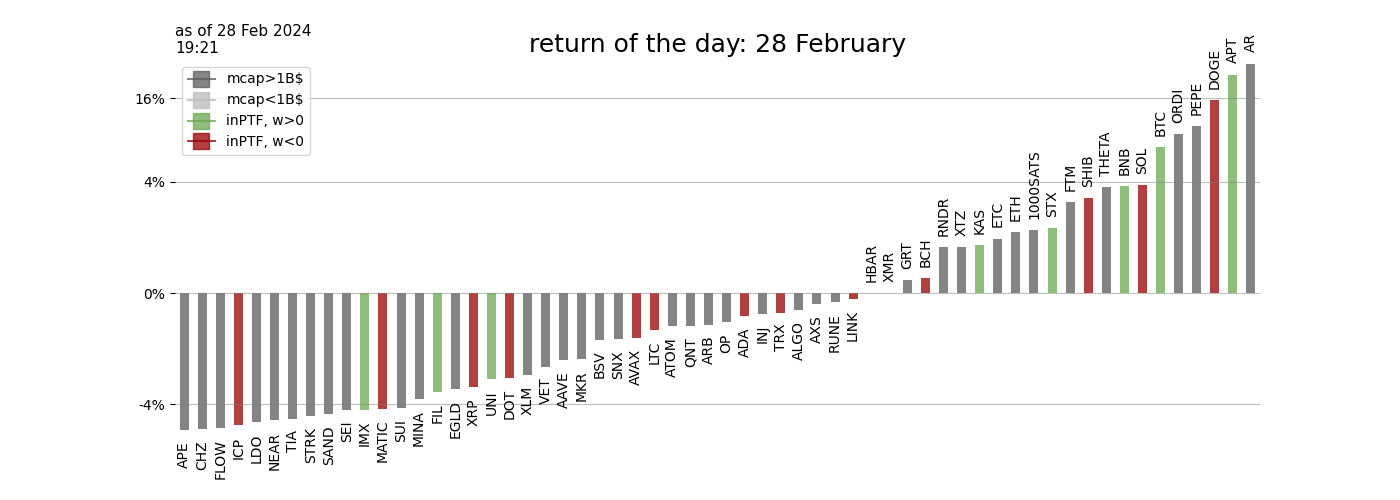 as of 28 Feb 2024
19:21
return of the day: 28 February
mcap>1B$
mcap<1B$
inPTF, w>0
inPTF, w<0
16%
4%
0%
-4%
APE
CHZ
FLOW
ICP
LDO
NEAR
TIA
STRK
SAND
SEI
IMX
MATIC
SUI
MINA
FIL
EGLD
XRP
UNI
DOT
XLM
VET
AAVE
MKR
BSV
SNX
AVAX
LTC
ATOM
QNT
ARB
OP
ADA
INJ
TRX
ALGO
AXS
RUNE
LINK
HBAR
XMR
GRT
BCH
RNDR
XTZ
KAS
ETC
ETH
1000SATS
STX
FTM
SHIB
THETA
BNB
SOL
BTC
ORDI
PEPE
DOGE
APT
AR